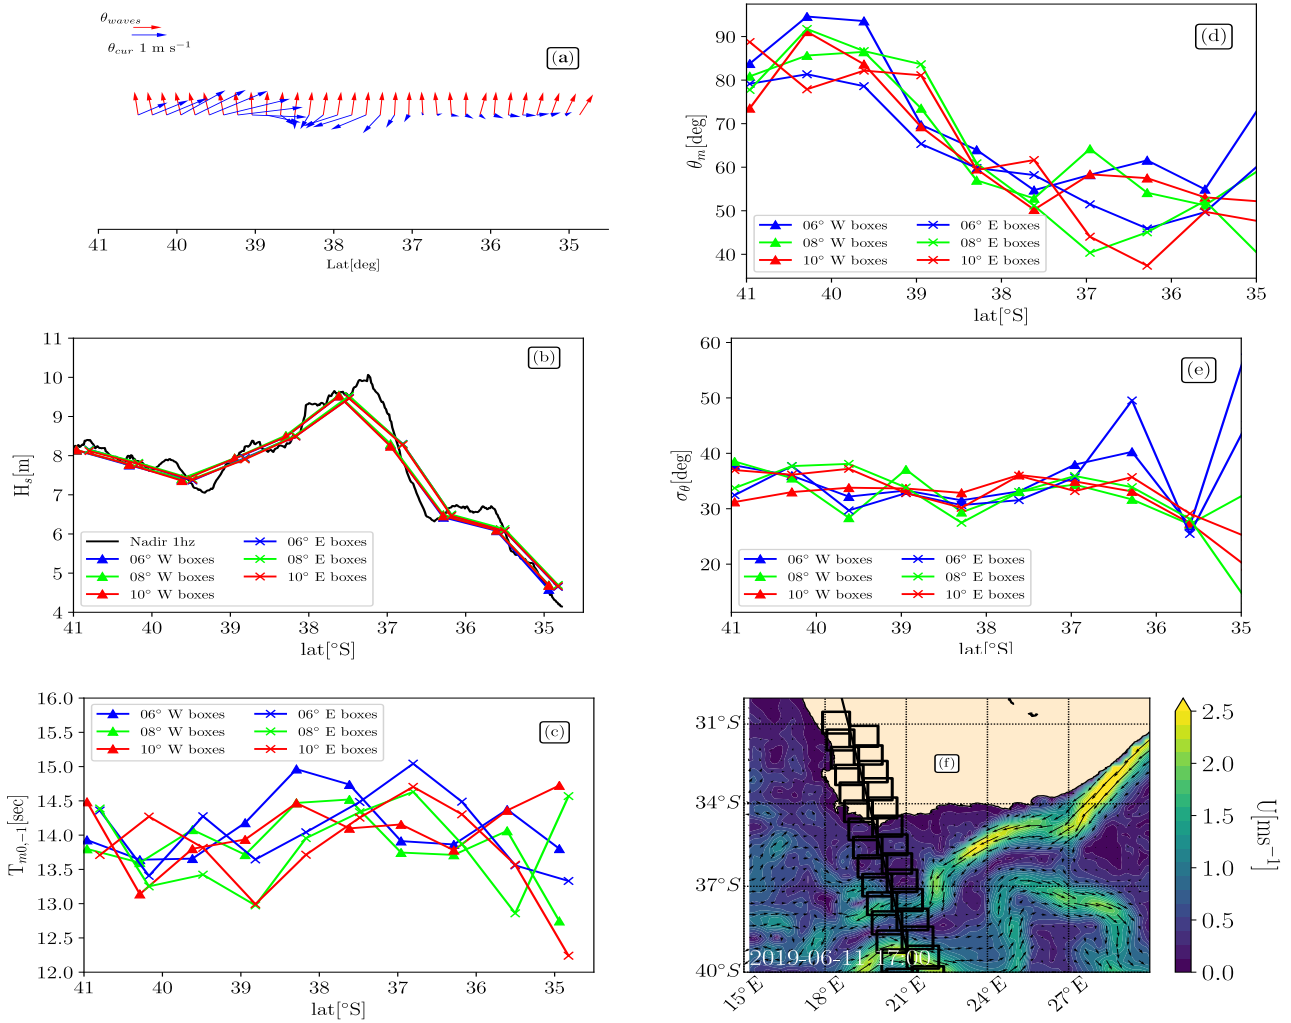 θwaves
θcur 1 m s⁻¹
(a)
41 40 39 38 37 36 35
Lat[deg]
90
80
70
60
50
40
θm[deg]
(d)
06° W boxes 06° E boxes
08° W boxes 08° E boxes
10° W boxes 10° E boxes
41 40 39 38 37 36 35
lat[°S]
11
10
9
8
7
6
5
4
Hs[m]
(b)
Nadir 1hz 06° E boxes
06° W boxes 08° E boxes
08° W boxes 10° E boxes
10° W boxes
41 40 39 38 37 36 35
lat[°S]
60
50
40
30
20
σθ[deg]
(e)
06° W boxes 06° E boxes
08° W boxes 08° E boxes
10° W boxes 10° E boxes
41 40 39 38 37 36 35
lat[°S]
16.0
15.5
15.0
14.5
14.0
13.5
13.0
12.5
12.0
Tm0,−1[sec]
06° W boxes 06° E boxes
08° W boxes 08° E boxes
10° W boxes 10° E boxes
(c)
41 40 39 38 37 36 35
lat[°S]
31°S
34°S
37°S
40°S
(f)
2019-06-11 17:00
15°E 18°E 21°E 24°E 27°E
2.5
2.0
1.5
1.0
0.5
0.0
U[ms⁻¹]